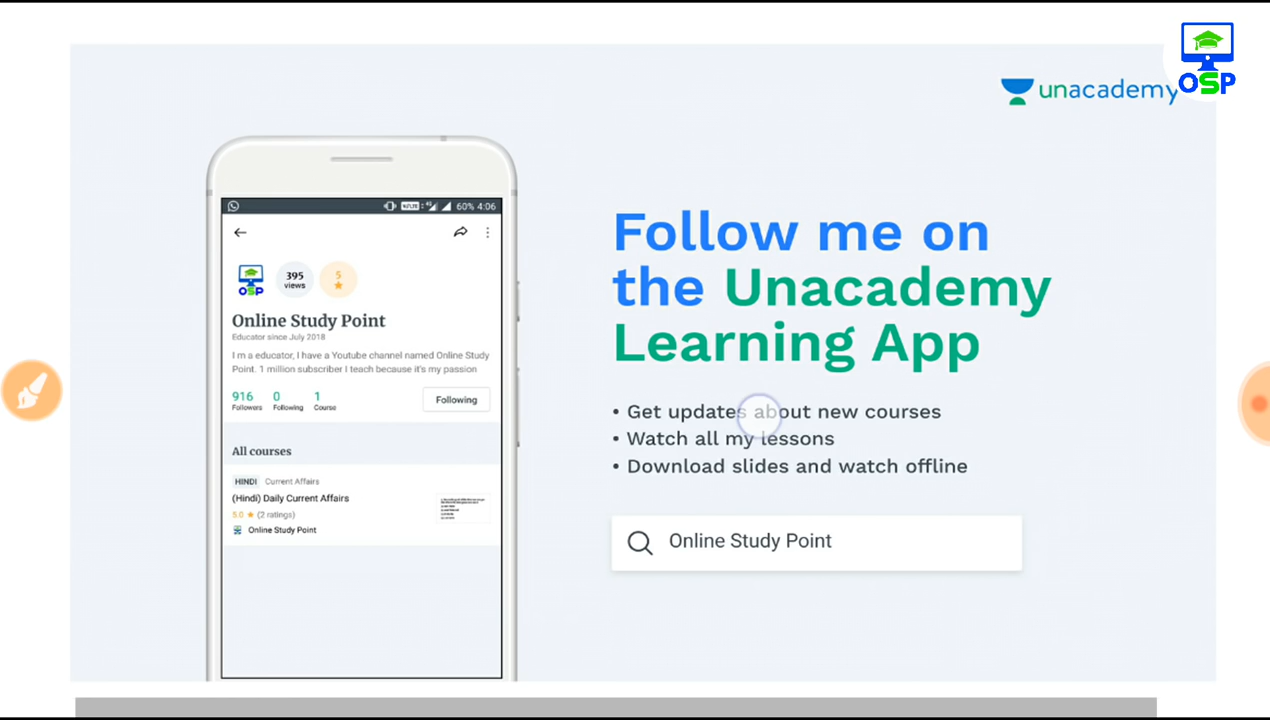 unacademy
OSP
60% 4:06
395
views
5
OSP
Online Study Point
Educator since July 2018
I m a educator, I have a Youtube channel named Online Study
Point. 1 million subscriber I teach because it's my passion
916
Followers
0
Following
1
Course
Following
All courses
HINDI Current Affairs
(Hindi) Daily Current Affairs
5.0 ★ (2 ratings)
Online Study Point
Follow me on
the Unacademy
Learning App
• Get updates about new courses
• Watch all my lessons
• Download slides and watch offline
Online Study Point